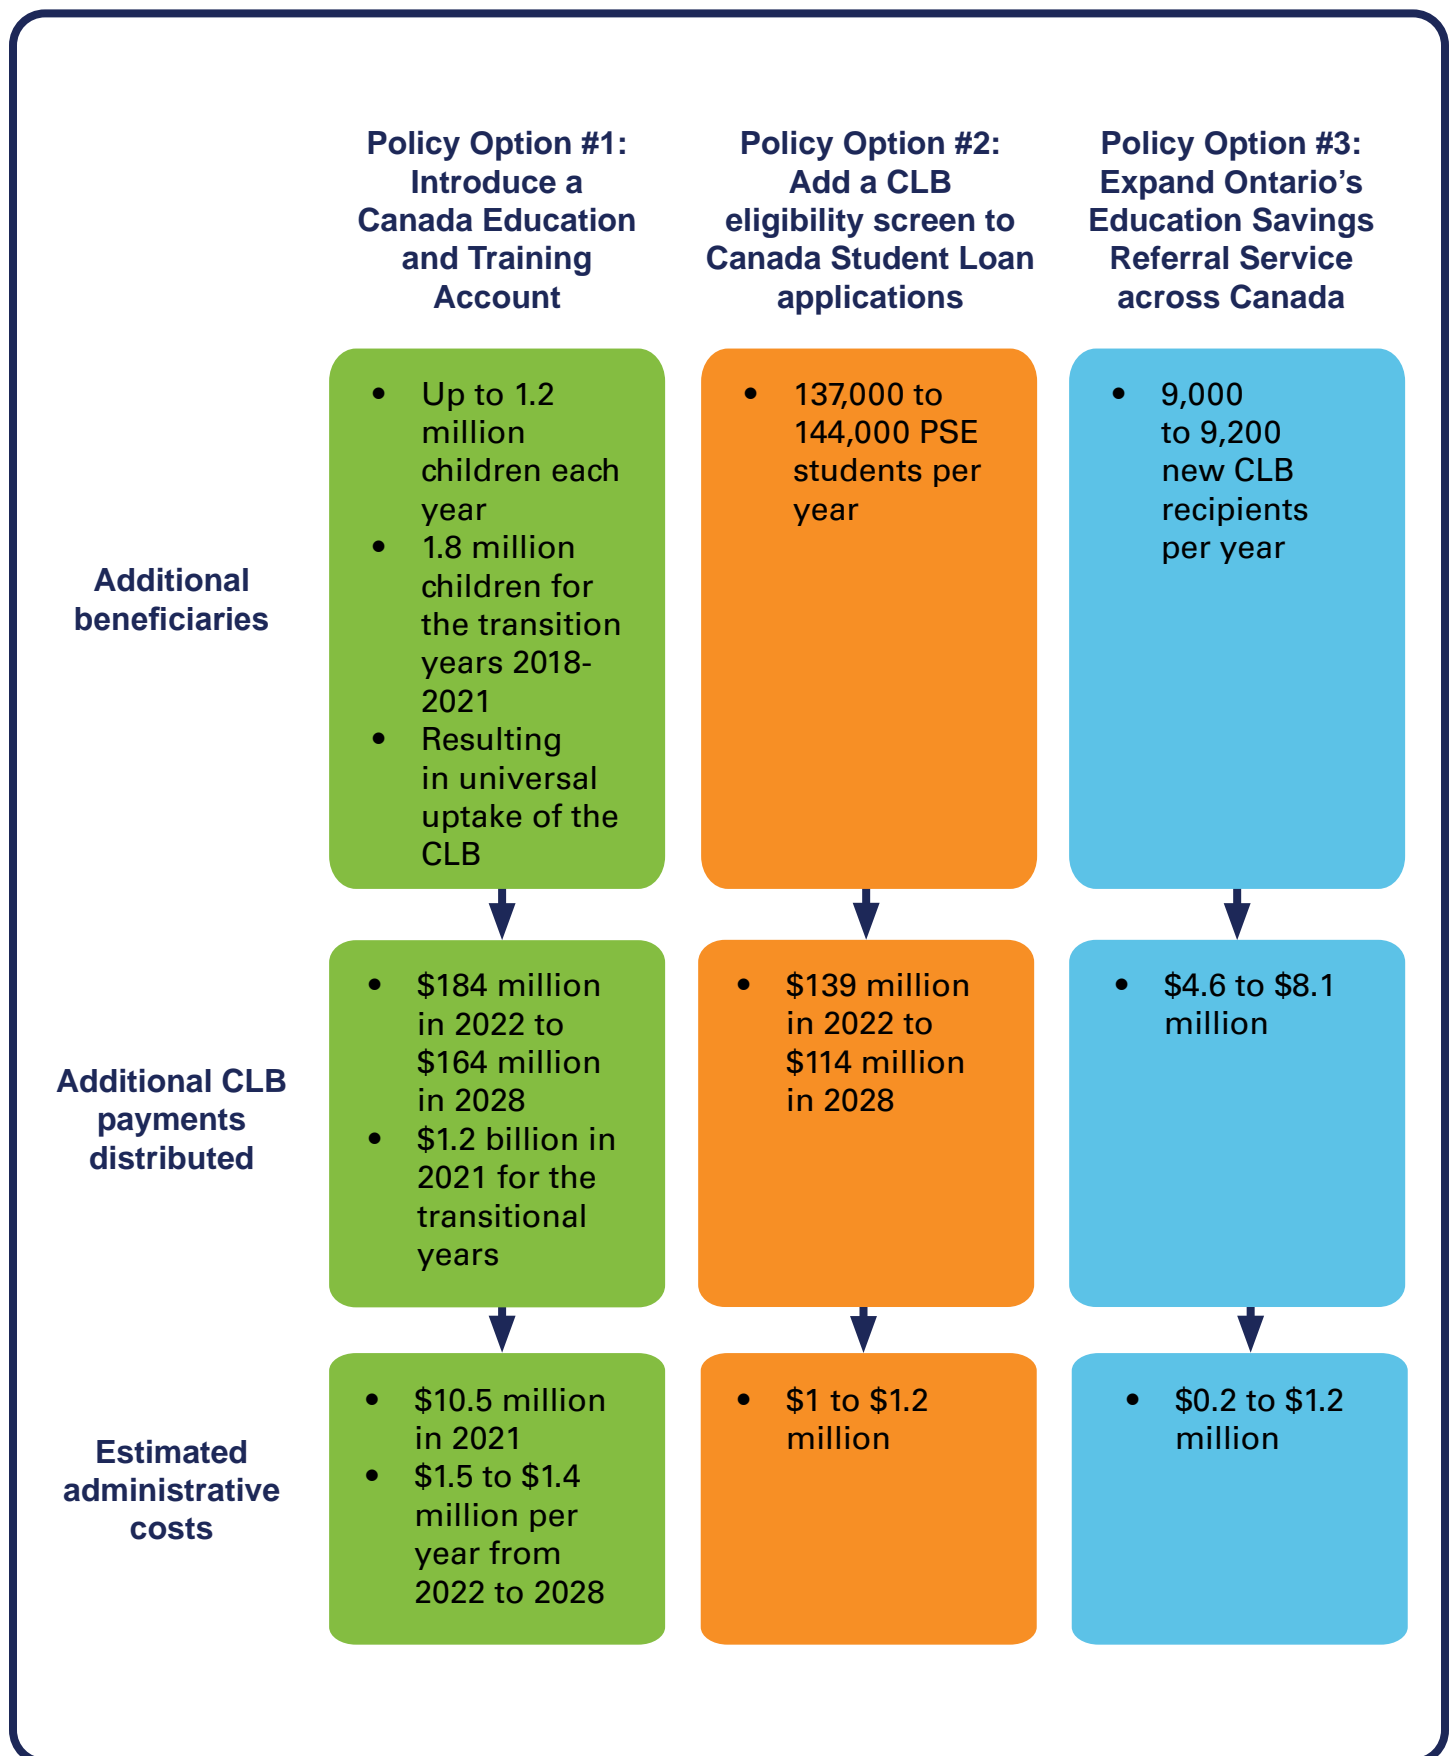 Policy Option #1:
Introduce a
Canada Education
and Training
Account
Policy Option #2:
Add a CLB
eligibility screen to
Canada Student Loan
applications
Policy Option #3:
Expand Ontario’s
Education Savings
Referral Service
across Canada
Additional
beneficiaries
• Up to 1.2
million
children each
year
• 1.8 million
children for
the transition
years 2018-
2021
• Resulting
in universal
uptake of the
CLB
• 137,000 to
144,000 PSE
students per
year
• 9,000
to 9,200
new CLB
recipients
per year
Additional CLB
payments
distributed
• $184 million
in 2022 to
$164 million
in 2028
• $1.2 billion in
2021 for the
transitional
years
• $139 million
in 2022 to
$114 million
in 2028
• $4.6 to $8.1
million
Estimated
administrative
costs
• $10.5 million
in 2021
• $1.5 to $1.4
million per
year from
2022 to 2028
• $1 to $1.2
million
• $0.2 to $1.2
million